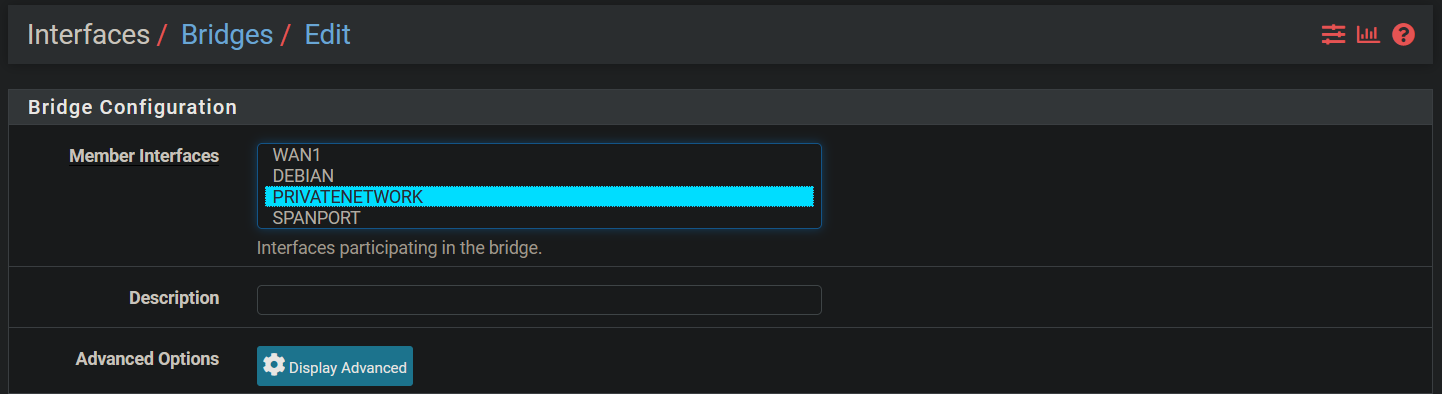 Interfaces / Bridges / Edit
Bridge Configuration
Member Interfaces
WAN1
DEBIAN
PRIVATENETWORK
SPANPORT
Interfaces participating in the bridge.
Description
Advanced Options
Display Advanced